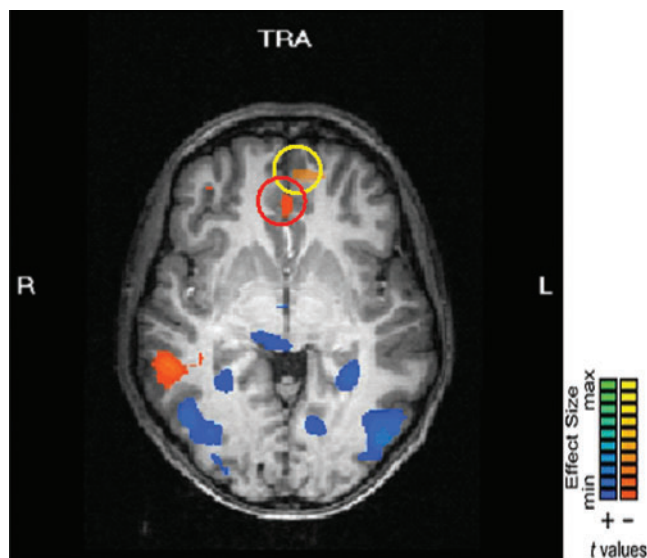 TRA
R
L
Effect Size
min
max
+ −
t values